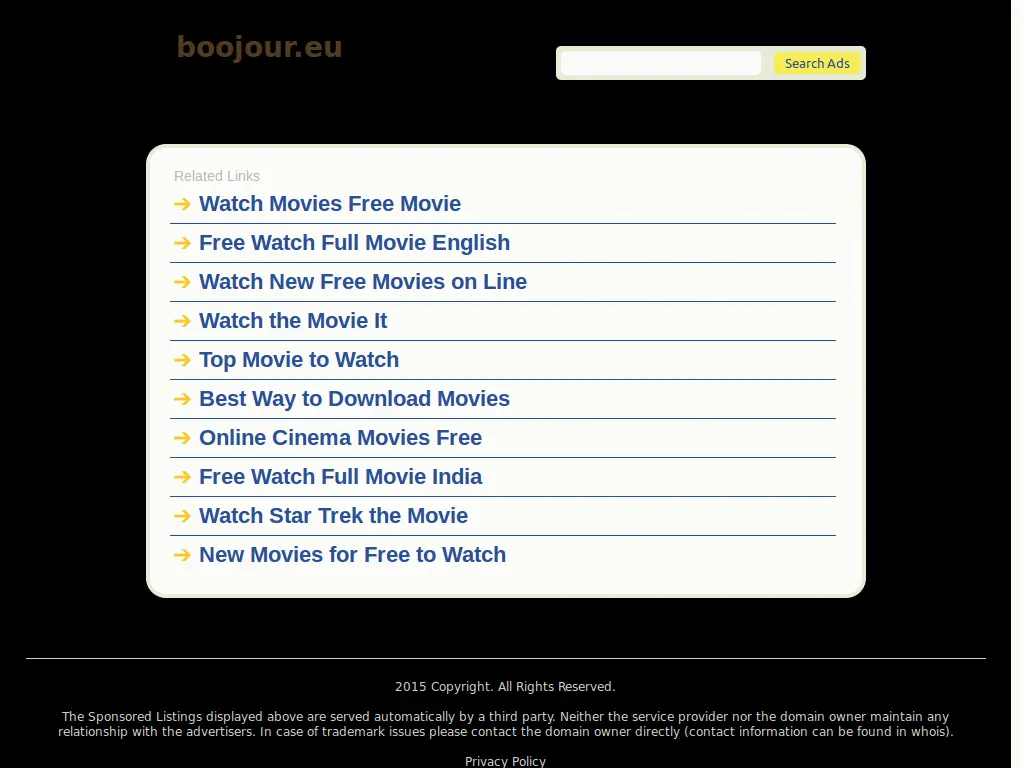 boojour.eu
Search Ads
Related Links
➔ Watch Movies Free Movie
➔ Free Watch Full Movie English
➔ Watch New Free Movies on Line
➔ Watch the Movie It
➔ Top Movie to Watch
➔ Best Way to Download Movies
➔ Online Cinema Movies Free
➔ Free Watch Full Movie India
➔ Watch Star Trek the Movie
➔ New Movies for Free to Watch
2015 Copyright. All Rights Reserved.
The Sponsored Listings displayed above are served automatically by a third party. Neither the service provider nor the domain owner maintain any
relationship with the advertisers. In case of trademark issues please contact the domain owner directly (contact information can be found in whois).
Privacy Policy